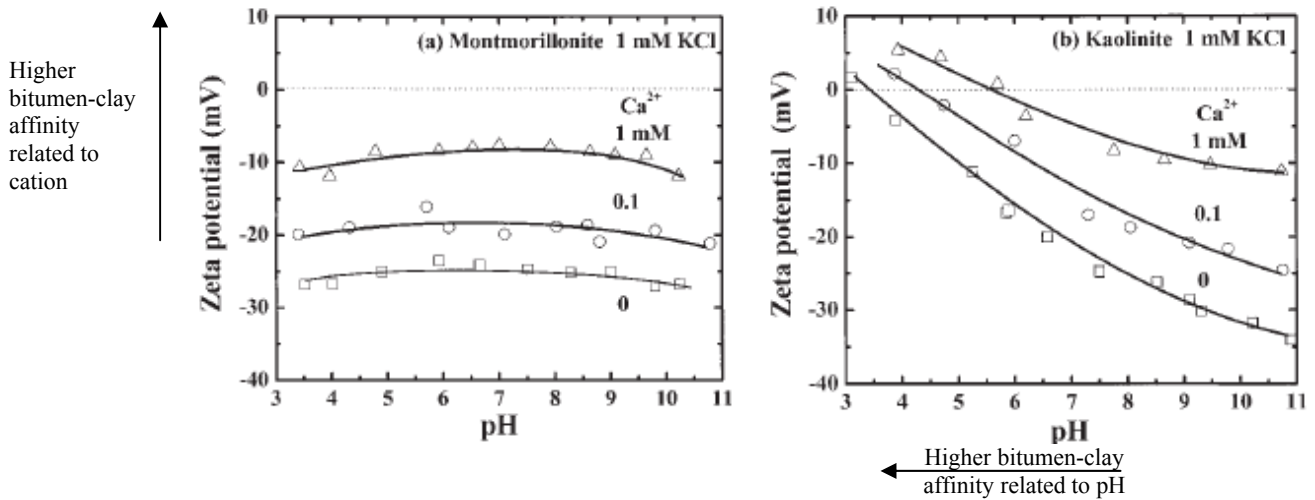 Higher
bitumen-clay
affinity
related to
cation
Zeta potential (mV)
10
0
-10
-20
-30
-40
(a) Montmorillonite 1 mM KCl
Ca²⁺
1 mM
0.1
0
3 4 5 6 7 8 9 10 11
pH
Zeta potential (mV)
10
0
-10
-20
-30
-40
(b) Kaolinite 1 mM KCl
Ca²⁺
1 mM
0.1
0
3 4 5 6 7 8 9 10 11
pH
Higher bitumen-clay
affinity related to pH